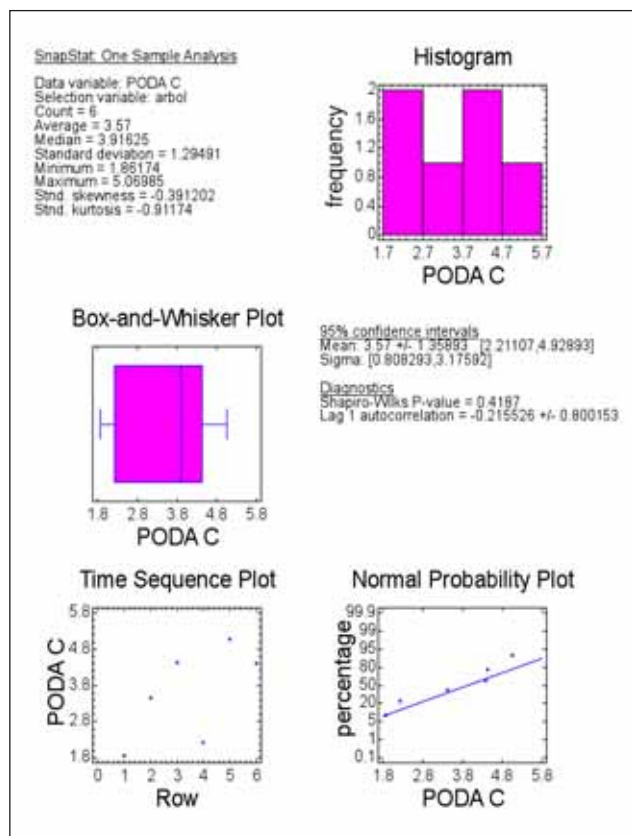 SnapStat: One Sample Analysis
Data variable: PODA C
Selection variable: arbol
Count = 6
Average = 3.57
Median = 3.91625
Standard deviation = 1.29491
Minimum = 1.86174
Maximum = 5.06985
Stnd. skewness = -0.391202
Stnd. kurtosis = -0.91174
Histogram
frequency
2
1.6
1.2
0.8
0.4
0
1.7 2.7 3.7 4.7 5.7
PODA C
Box-and-Whisker Plot
1.8 2.8 3.8 4.8 5.8
PODA C
95% confidence intervals
Mean: 3.57 +/- 1.35893 [2.21107,4.92893]
Sigma: [0.808293,3.17592]
Diagnostics
Shapiro-Wilks P-value = 0.4187
Lag 1 autocorrelation = -0.215526 +/- 0.800153
Time Sequence Plot
PODA C
5.8
4.8
3.8
2.8
1.8
0 1 2 3 4 5 6
Row
Normal Probability Plot
percentage
99.9
99
95
80
50
20
5
1
0.1
1.8 2.8 3.8 4.8 5.8
PODA C